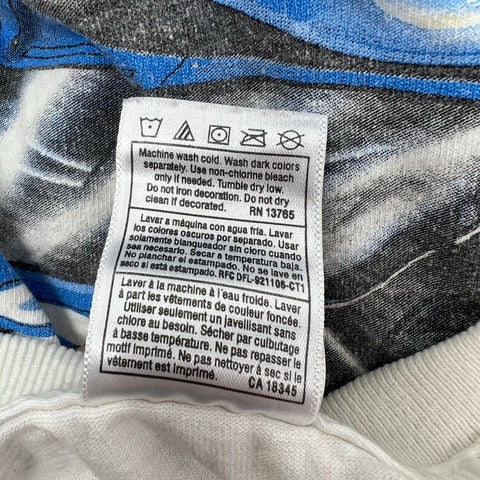 Machine wash cold. Wash dark colors
separately. Use non-chlorine bleach
only if needed. Tumble dry low.
Do not iron decoration. Do not dry
clean if decorated. RN 13765
Lavar a máquina con agua fría. Lavar
los colores oscuros por separado. Usar
solamente blanqueador sin cloro cuando
sea necesario. Secar a temperatura baja.
No planchar el estampado. No se lave en
seco si está estampado. RFC DFL-921106-CT1
Laver à la machine à l'eau froide. Laver
à part les vêtements de couleur foncée.
Utiliser seulement un javellisant sans
chlore au besoin. Sécher par culbutage
à basse température. Ne pas repasser le
motif imprimé. Ne pas nettoyer à sec si le
vêtement est imprimé. CA 18345